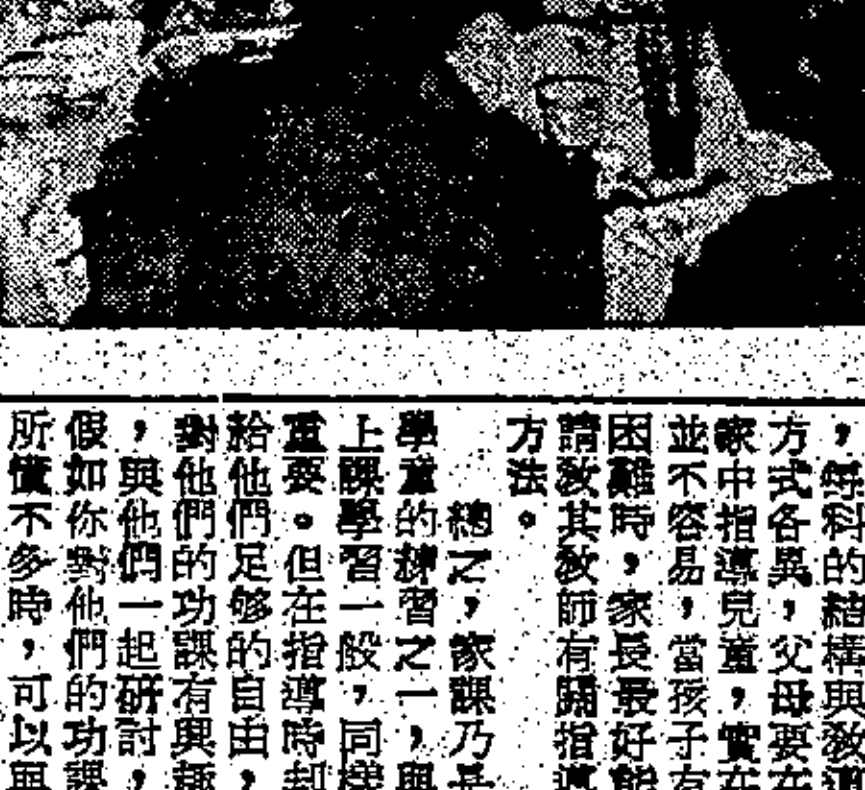 ，每科的結構與教
方式各異，父母要在
家中指導兒童，實在
並不容易，當孩子有
困難時，家長最好能
請教其教師有關指導
方法。
總之，家課乃是
學童的練習之一，與
上課學習一般，同樣
重要。但在指導時却
給他們足够的自由，
對他們的功課有興趣
，與他們一起研討，
假如你對他們的功課
所懂不多時，可以與